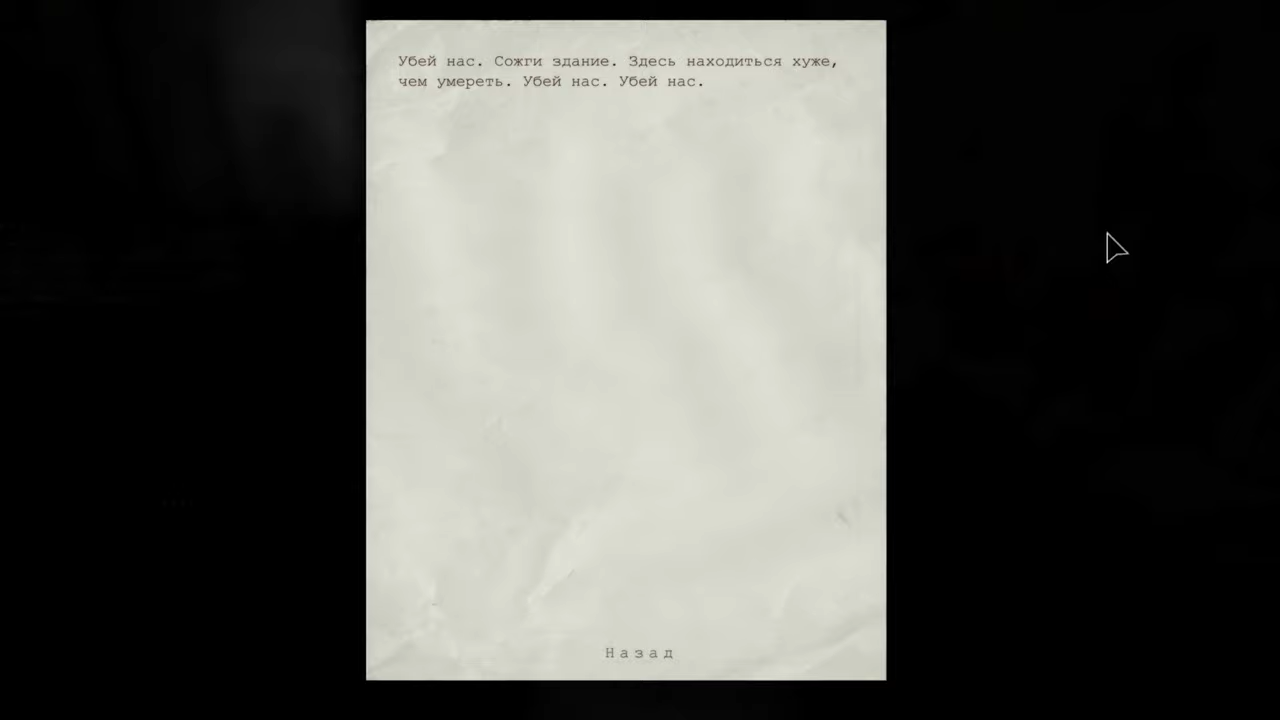 Убей нас. Сожги здание. Здесь находиться хуже,
чем умереть. Убей нас. Убей нас.
Назад